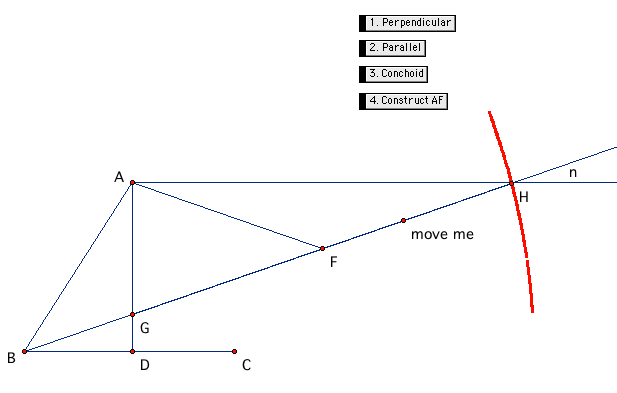 1. Perpendicular
2. Parallel
3. Conchoid
4. Construct AF
A
n
H
move me
F
G
B
D
C